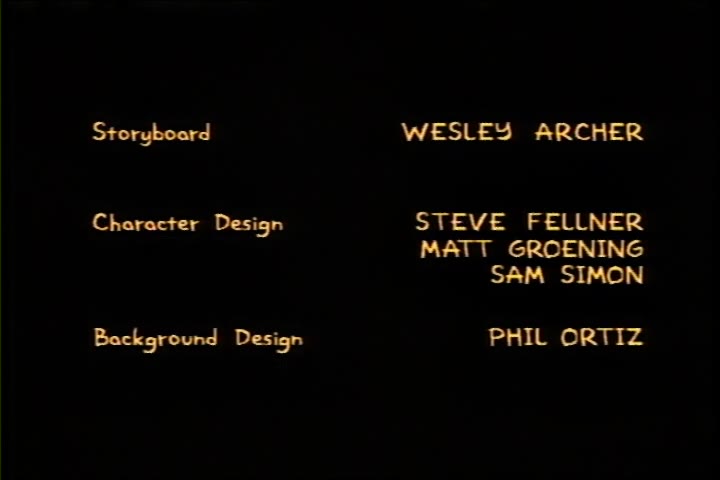 Storyboard WESLEY ARCHER
Character Design STEVE FELLNER
MATT GROENING
SAM SIMON
Background Design PHIL ORTIZ